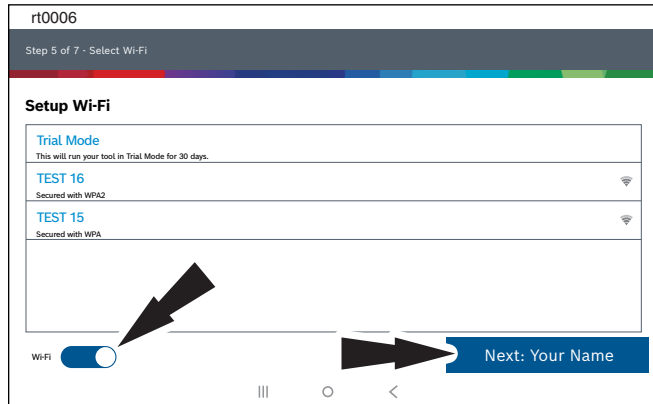 rt0006
Step 5 of 7 - Select Wi-Fi
Setup Wi-Fi
Trial Mode
This will run your tool in Trial Mode for 30 days.
TEST 16
Secured with WPA2
TEST 15
Secured with WPA
Wi-Fi
Next: Your Name